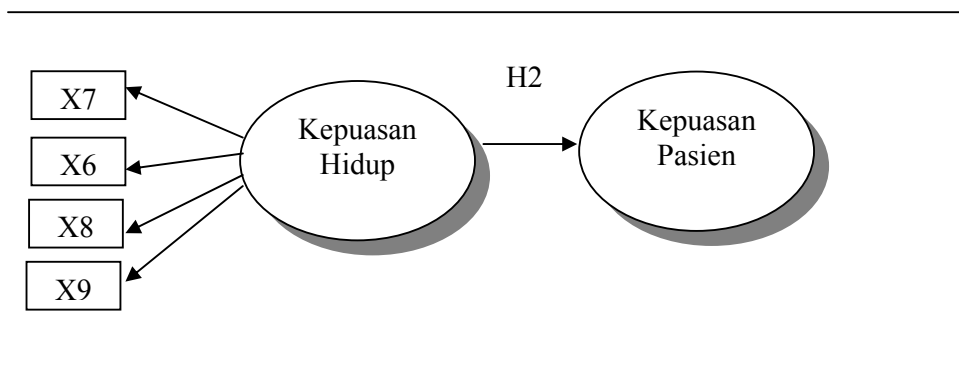 H2
X7
X6
X8
X9
Kepuasan
Hidup
Kepuasan
Pasien